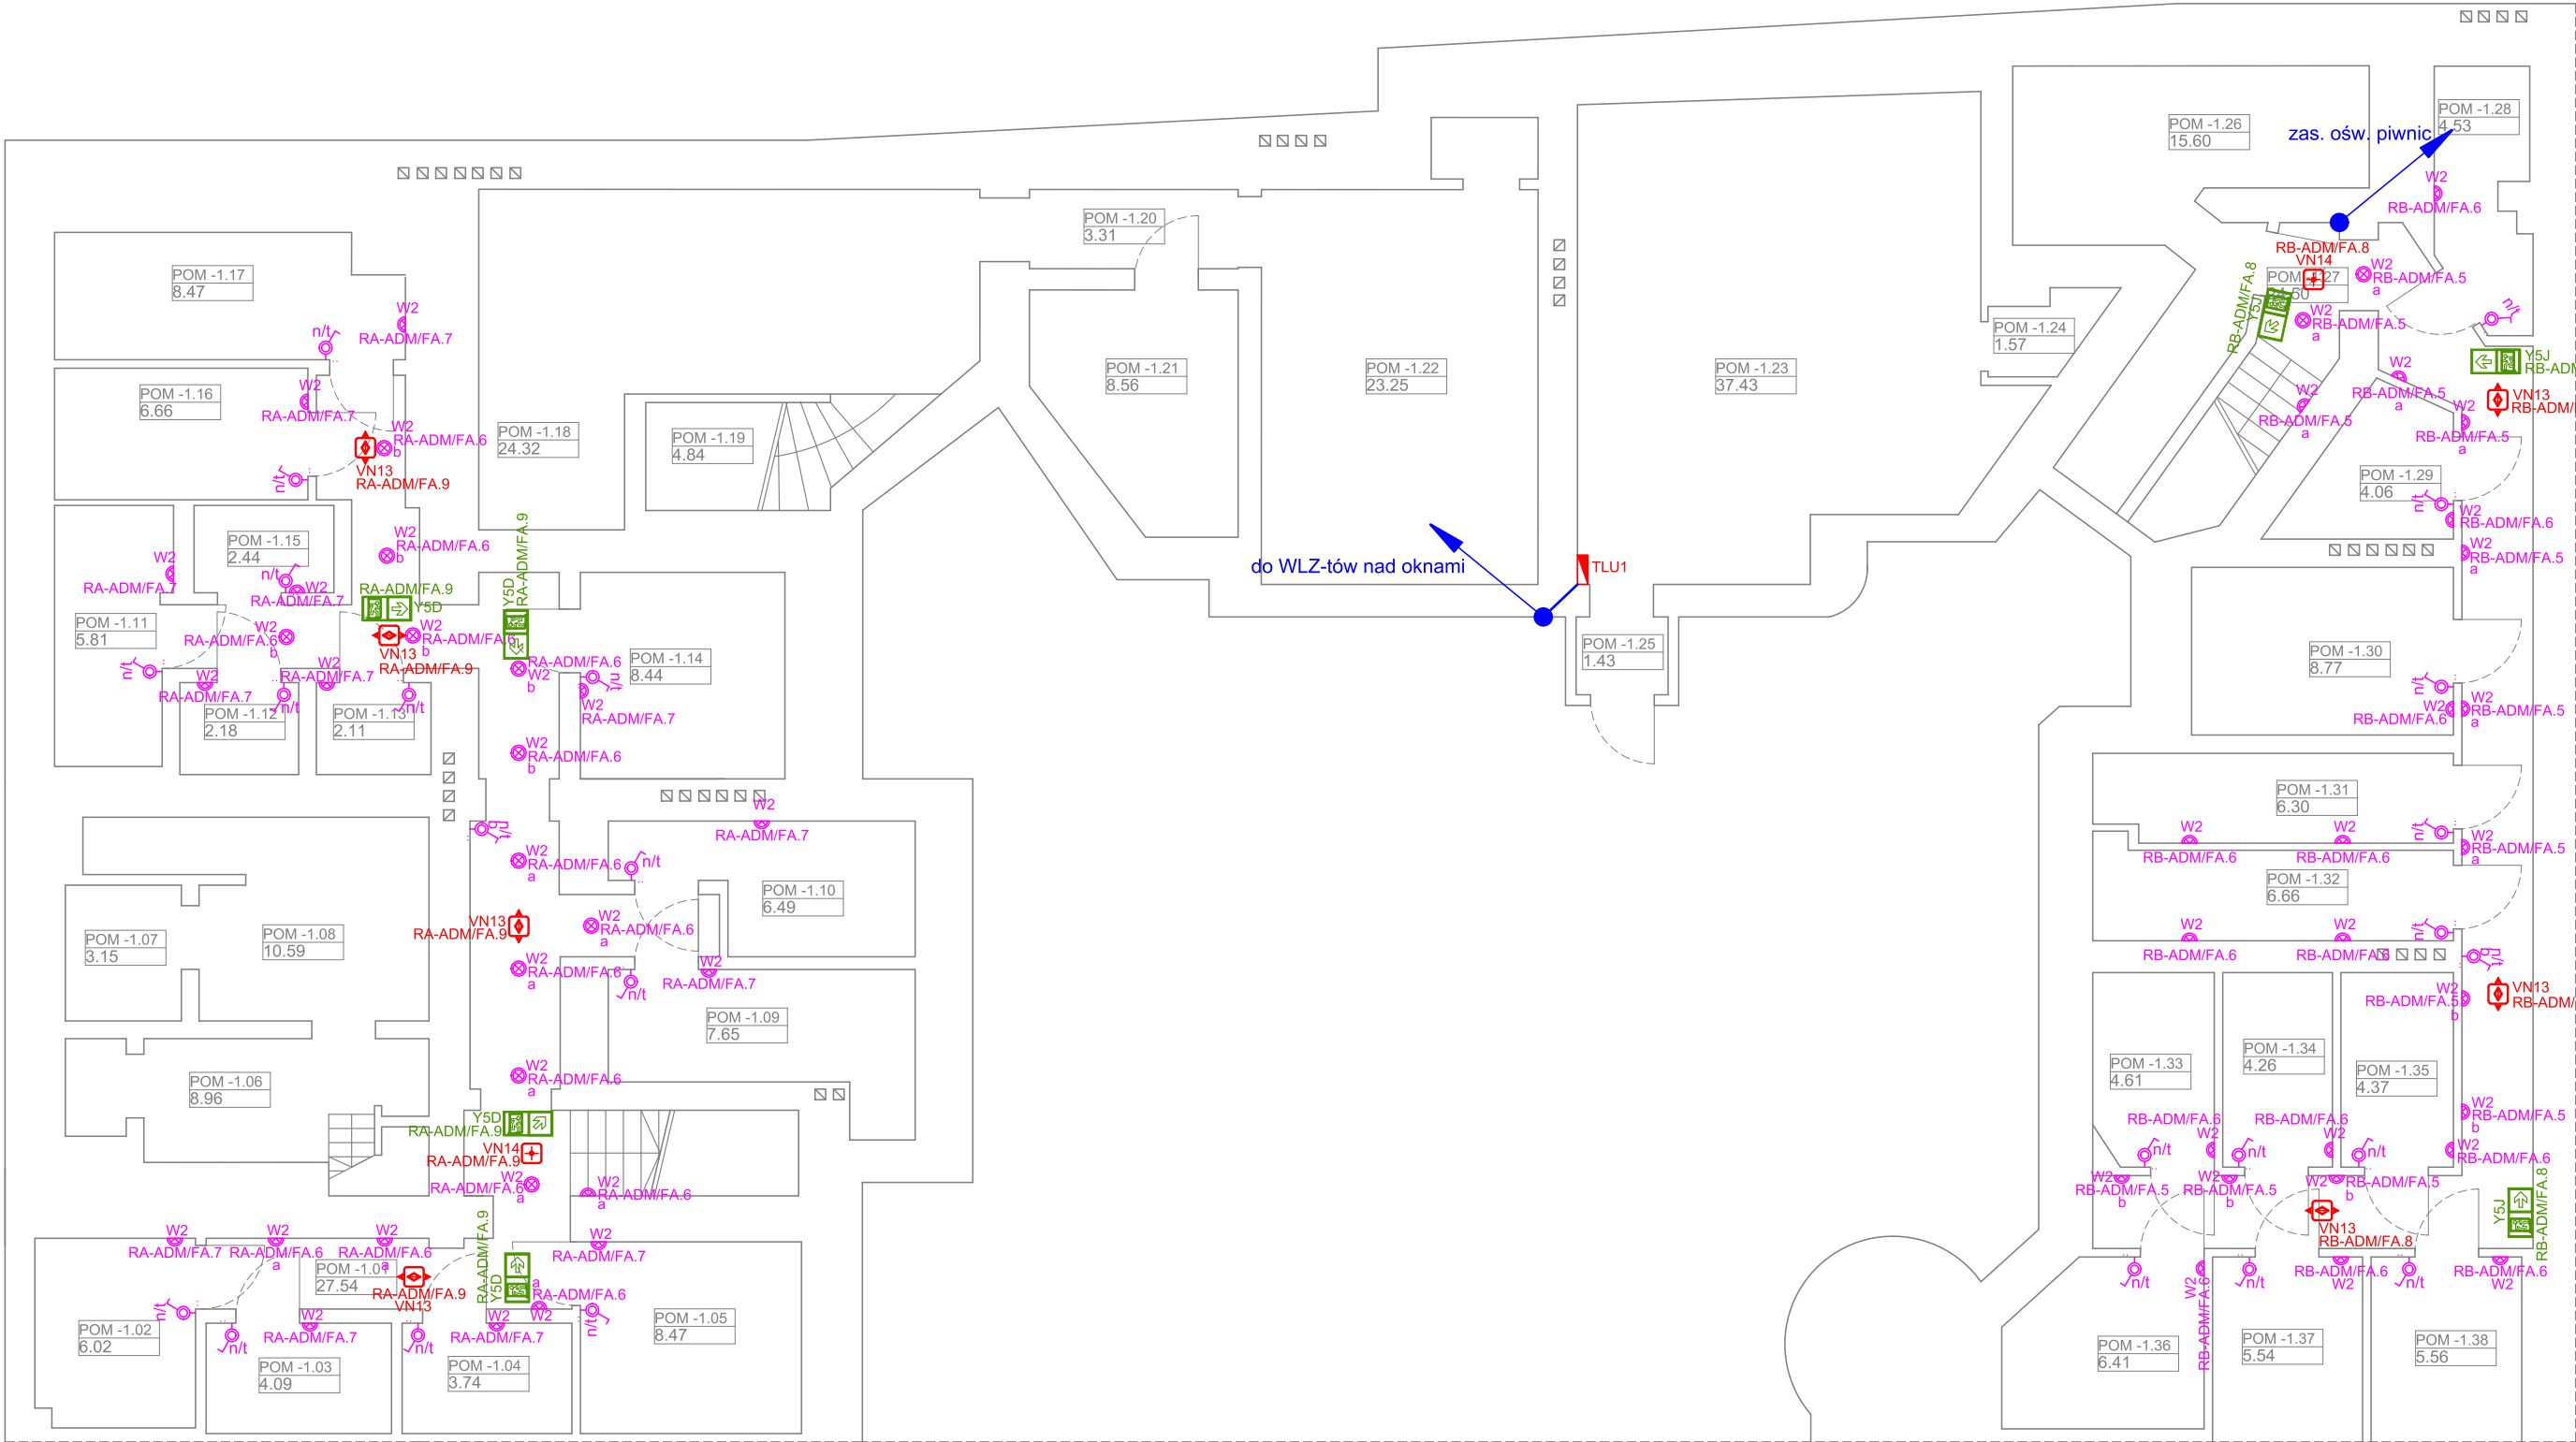 POM -1.28
4.53
POM -1.26
15.60
zas. ośw. piwnic
W2
RB-ADM/FA.6
RB-ADM/FA.8
VN14
W2
RB-ADM/FA.5
a
W2
RB-ADM/FA.5
a
RB-ADM/FA.8
Y5J
n/t
Y5J
VN13
POM -1.20
3.31
POM -1.17
8.47
W2
RA-ADM/FA.7
n/t
POM -1.16
6.66
W2
RA-ADM/FA.7
W2
RA-ADM/FA.6
b
VN13
RA-ADM/FA.9
n/t
POM -1.18
24.32
POM -1.19
4.84
POM -1.21
8.56
POM -1.22
23.25
POM -1.23
37.43
POM -1.24
1.57
W2
RB-ADM/FA.5
a
W2
RB-ADM/FA.5
a
W2
RB-ADM/FA.5
a
POM -1.29
4.06
n/t
W2
RB-ADM/FA.6
W2
RB-ADM/FA.5
a
POM -1.15
2.44
n/t
W2
RA-ADM/FA.7
W2
RA-ADM/FA.6
b
W2
RA-ADM/FA.7
RA-ADM/FA.9
Y5D
Y5D
RA-ADM/FA.9
do WLZ-tów nad oknami
TLU1
POM -1.11
5.81
W2
RA-ADM/FA.6
b
W2
RA-ADM/FA.6
b
VN13
RA-ADM/FA.9
n/t
W2
RA-ADM/FA.7
W2
RA-ADM/FA.7
RA-ADM/FA.6
W2
b
POM -1.14
8.44
n/t
W2
RA-ADM/FA.7
POM -1.25
1.43
POM -1.30
8.77
n/t
W2
RB-ADM/FA.6
W2
RB-ADM/FA.5
a
POM -1.12
2.18
n/t
POM -1.13
2.11
n/t
W2
RA-ADM/FA.6
b
POM -1.31
6.30
W2
RB-ADM/FA.6
W2
RB-ADM/FA.6
n/t
W2
RB-ADM/FA.5
a
W2
RA-ADM/FA.7
b
n/t
W2
RA-ADM/FA.6
a
n/t
POM -1.10
6.49
POM -1.32
6.66
W2
RB-ADM/FA.6
W2
RB-ADM/FA.6
n/t
b
n/t
POM -1.07
3.15
POM -1.08
10.59
VN13
RA-ADM/FA.9
W2
RA-ADM/FA.6
a
W2
RA-ADM/FA.6
a
n/t
W2
RA-ADM/FA.7
POM -1.09
7.65
W2
RB-ADM/FA.5
b
VN13
POM -1.33
4.61
POM -1.34
4.26
POM -1.35
4.37
POM -1.06
8.96
W2
RA-ADM/FA.6
a
Y5D
RA-ADM/FA.9
VN14
RA-ADM/FA.9
W2
RA-ADM/FA.6
a
W2
RA-ADM/FA.6
a
RB-ADM/FA.6
W2
n/t
RB-ADM/FA.6
W2
n/t
n/t
W2
RB-ADM/FA.5
b
W2
RB-ADM/FA.6
W2
RB-ADM/FA.5
b
W2
RB-ADM/FA.5
b
W2
RB-ADM/FA.5
b
VN13
RB-ADM/FA.8
Y5J
RB-ADM/FA.8
W2
RA-ADM/FA.7
W2
RA-ADM/FA.6
a
W2
RA-ADM/FA.6
a
POM -1.01
27.54
RA-ADM/FA.9
VN13
RA-ADM/FA.9
Y5D
W2
RA-ADM/FA.7
a
RA-ADM/FA.6
W2
n/t
n/t
W2
RB-ADM/FA.6
n/t
RB-ADM/FA.6
W2
n/t
RB-ADM/FA.6
W2
POM -1.02
6.02
n/t
n/t
W2
RA-ADM/FA.7
n/t
W2
RA-ADM/FA.7
POM -1.03
4.09
POM -1.04
3.74
POM -1.05
8.47
POM -1.36
6.41
POM -1.37
5.54
POM -1.38
5.56